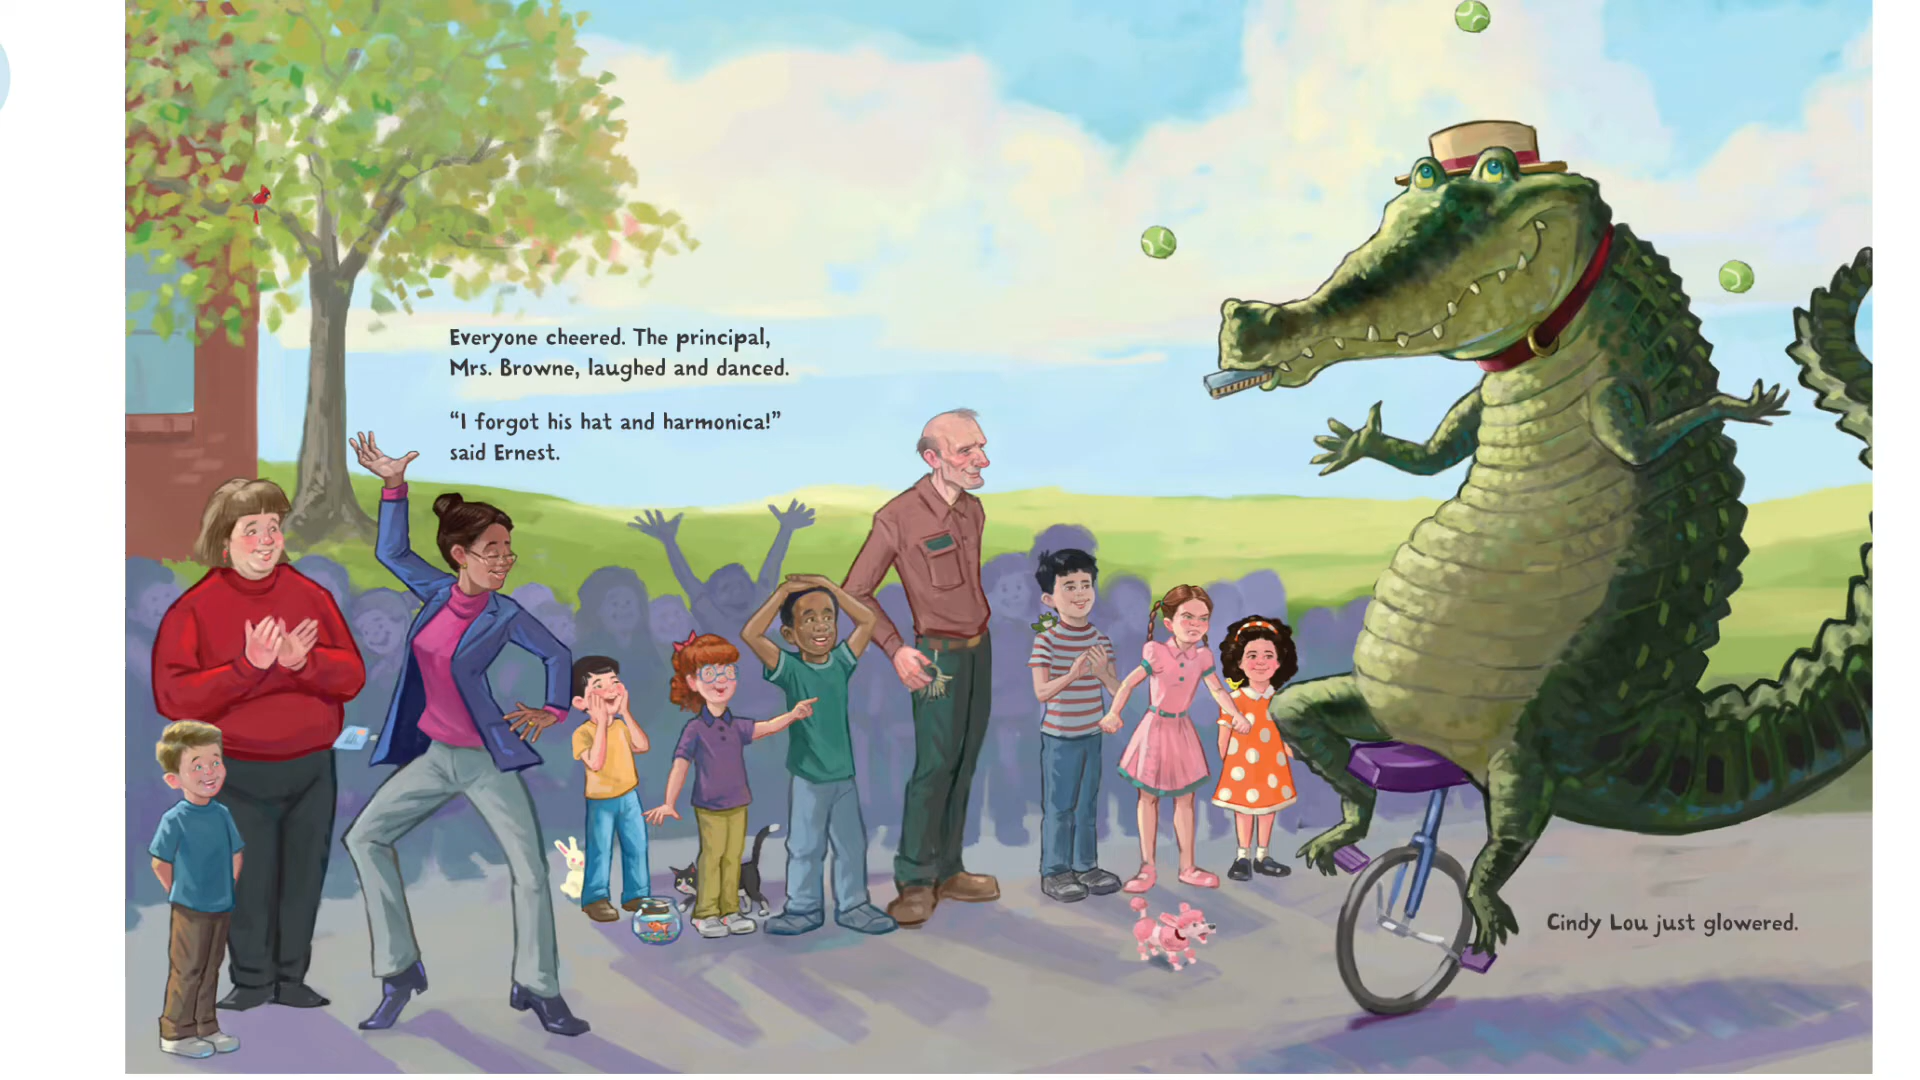 Everyone cheered. The principal,
Mrs. Browne, laughed and danced.
“I forgot his hat and harmonica!”
said Ernest.
Cindy Lou just glowered.